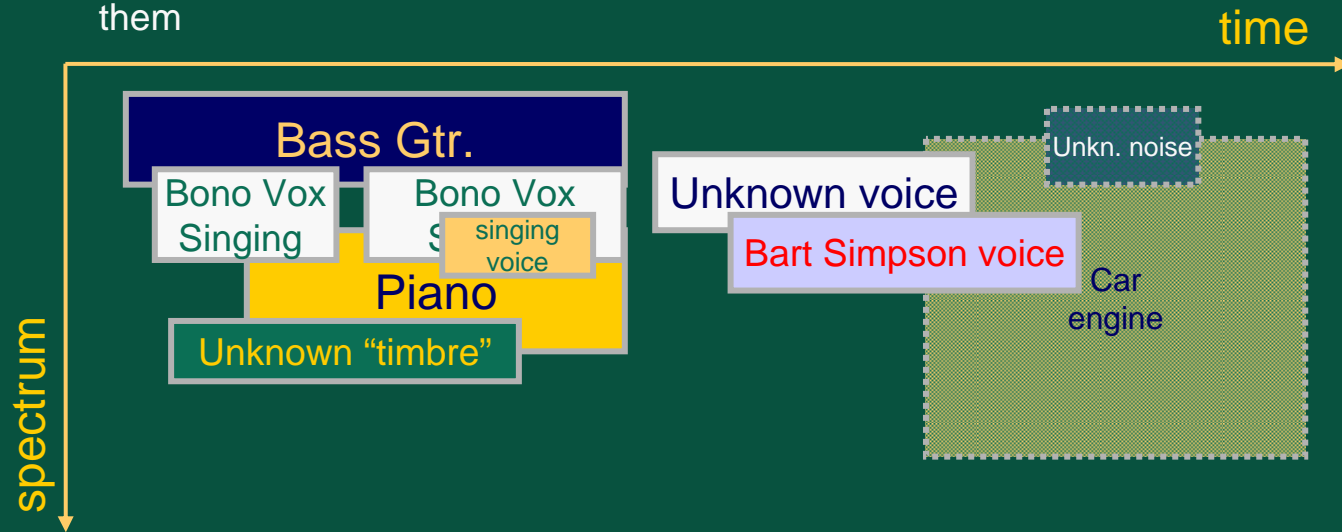 them
time
Bass Gtr.
Bono Vox
Singing
Bono Vox
S
singing
voice
Piano
Unknown “timbre”
Unknown voice
Bart Simpson voice
Unkn. noise
Car
engine
spectrum